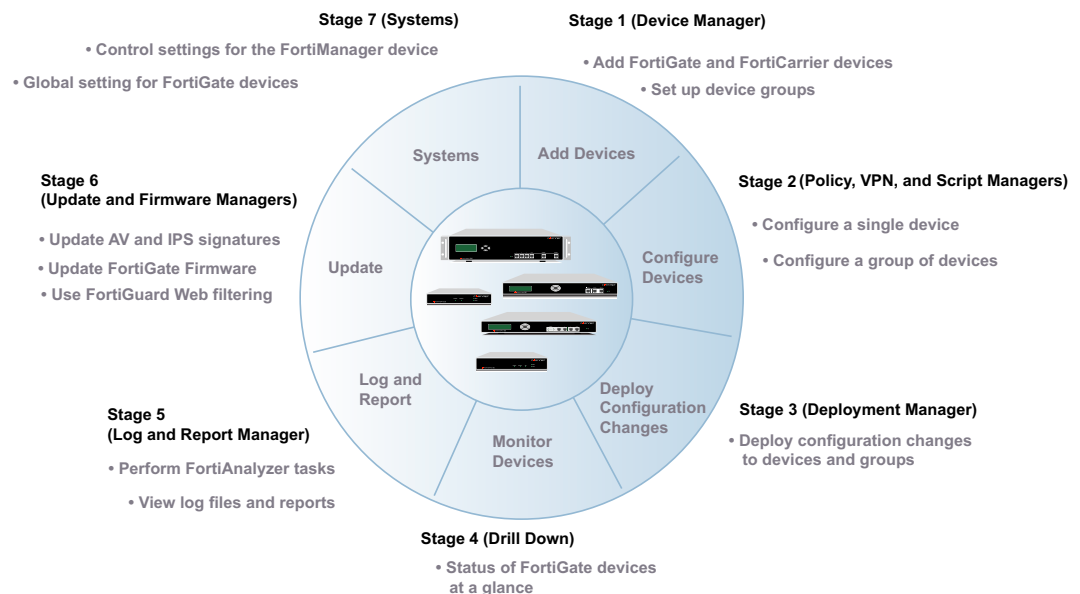 Stage 7 (Systems)
• Control settings for the FortiManager device
• Global setting for FortiGate devices
Stage 1 (Device Manager)
• Add FortiGate and FortiCarrier devices
• Set up device groups
Systems
Add Devices
Stage 6
(Update and Firmware Managers)
• Update AV and IPS signatures
• Update FortiGate Firmware
• Use FortiGuard Web filtering
Stage 2 (Policy, VPN, and Script Managers)
• Configure a single device
• Configure a group of devices
Update
Configure
Devices
Log and
Report
Deploy
Configuration
Changes
Monitor
Devices
Stage 5
(Log and Report Manager)
• Perform FortiAnalyzer tasks
• View log files and reports
Stage 3 (Deployment Manager)
• Deploy configuration changes
to devices and groups
Stage 4 (Drill Down)
• Status of FortiGate devices
at a glance